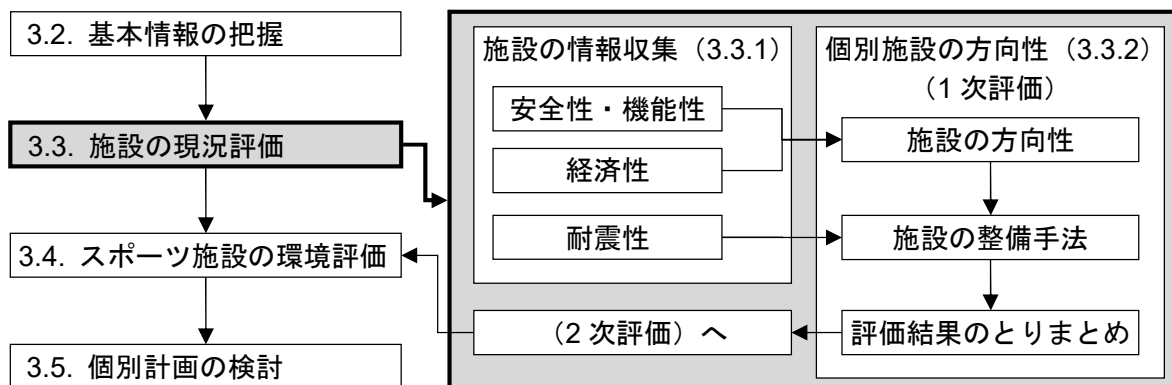 3.2. 基本情報の把握
3.3. 施設の現況評価
3.4. スポーツ施設の環境評価
3.5. 個別計画の検討
施設の情報収集（3.3.1）
安全性・機能性
経済性
耐震性
（2 次評価）へ
個別施設の方向性（3.3.2）
（1 次評価）
施設の方向性
施設の整備手法
評価結果のとりまとめ